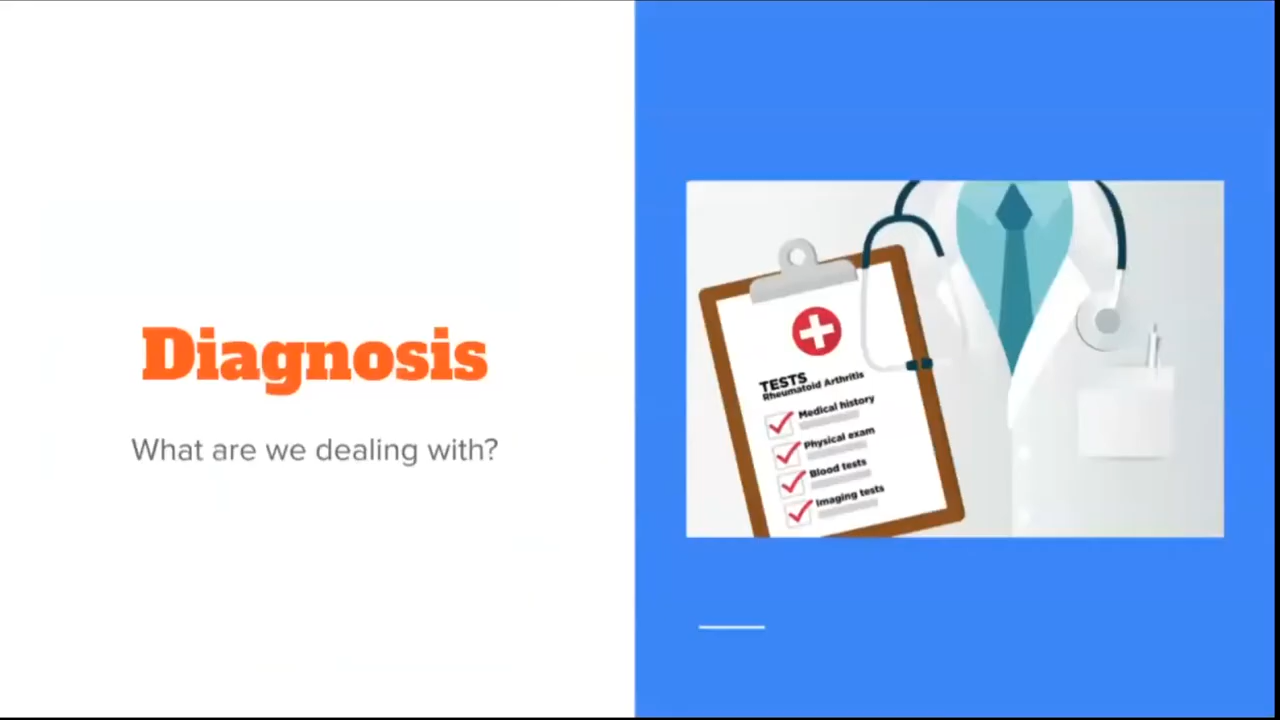 Diagnosis
What are we dealing with?
TESTS
Rheumatoid Arthritis
Medical history
Physical exam
Blood tests
Imaging tests